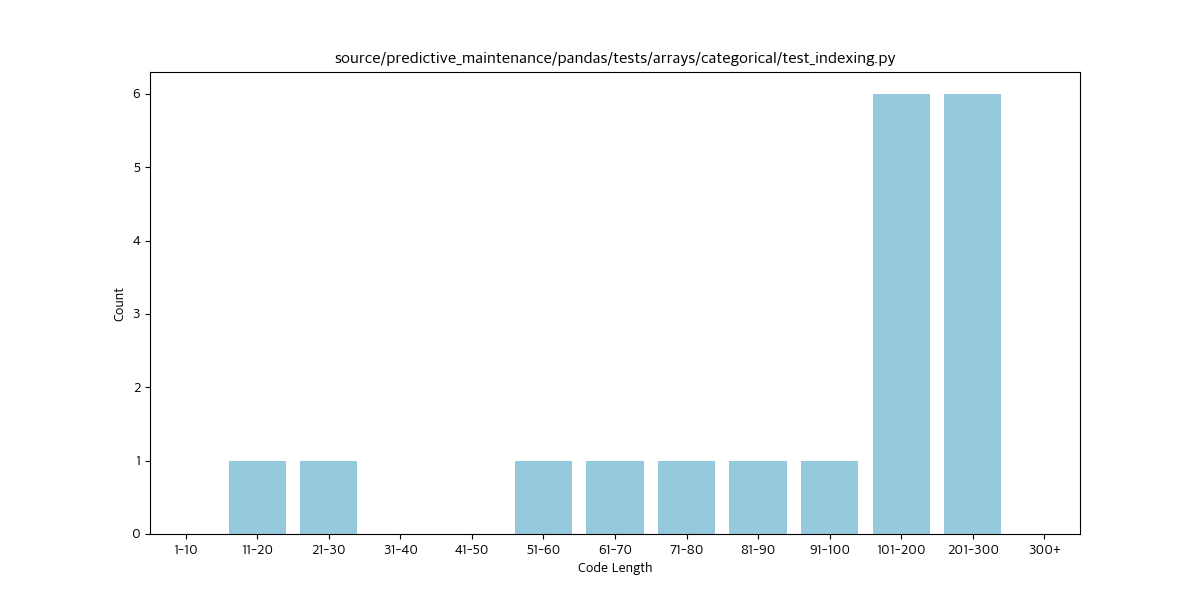 source/predictive_maintenance/pandas/tests/arrays/categorical/test_indexing.py
6
5
4
3
2
1
0
Count
1-10 11-20 21-30 31-40 41-50 51-60 61-70 71-80 81-90 91-100 101-200 201-300 300+
Code Length